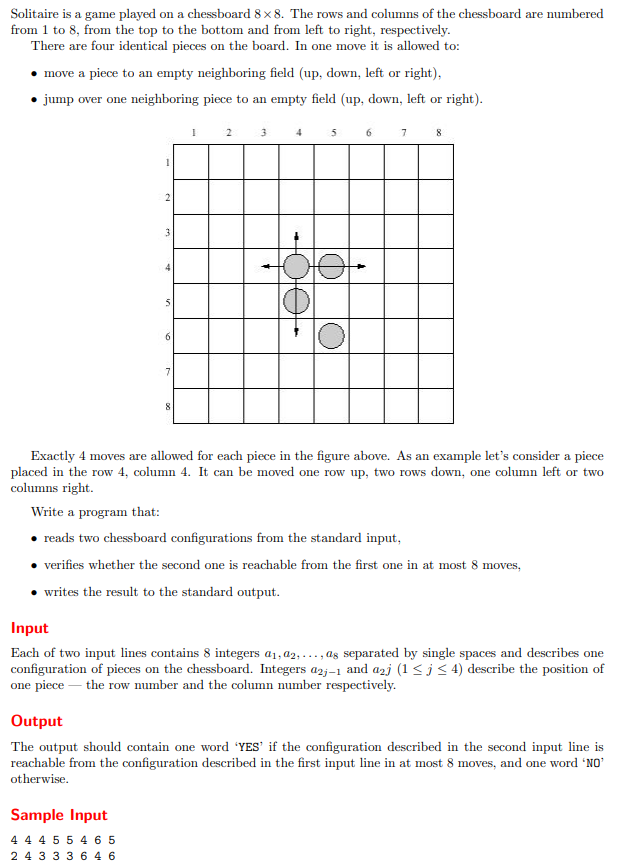 Solitaire is a game played on a chessboard 8×8. The rows and columns of the chessboard are numbered
from 1 to 8, from the top to the bottom and from left to right, respectively.
There are four identical pieces on the board. In one move it is allowed to:
• move a piece to an empty neighboring field (up, down, left or right),
• jump over one neighboring piece to an empty field (up, down, left or right).
1 2 3 4 5 6 7 8
1
2
3
4
5
6
7
8
Exactly 4 moves are allowed for each piece in the figure above. As an example let's consider a piece
placed in the row 4, column 4. It can be moved one row up, two rows down, one column left or two
columns right.
Write a program that:
• reads two chessboard configurations from the standard input,
• verifies whether the second one is reachable from the first one in at most 8 moves,
• writes the result to the standard output.
Input
Each of two input lines contains 8 integers a₁, a₂, . . . , a₈ separated by single spaces and describes one
configuration of pieces on the chessboard. Integers a₂ⱼ₋₁ and a₂j (1 ≤ j ≤ 4) describe the position of
one piece — the row number and the column number respectively.
Output
The output should contain one word ‘YES’ if the configuration described in the second input line is
reachable from the configuration described in the first input line in at most 8 moves, and one word ‘NO’
otherwise.
Sample Input
4 4 4 5 5 4 6 5
2 4 3 3 3 6 4 6